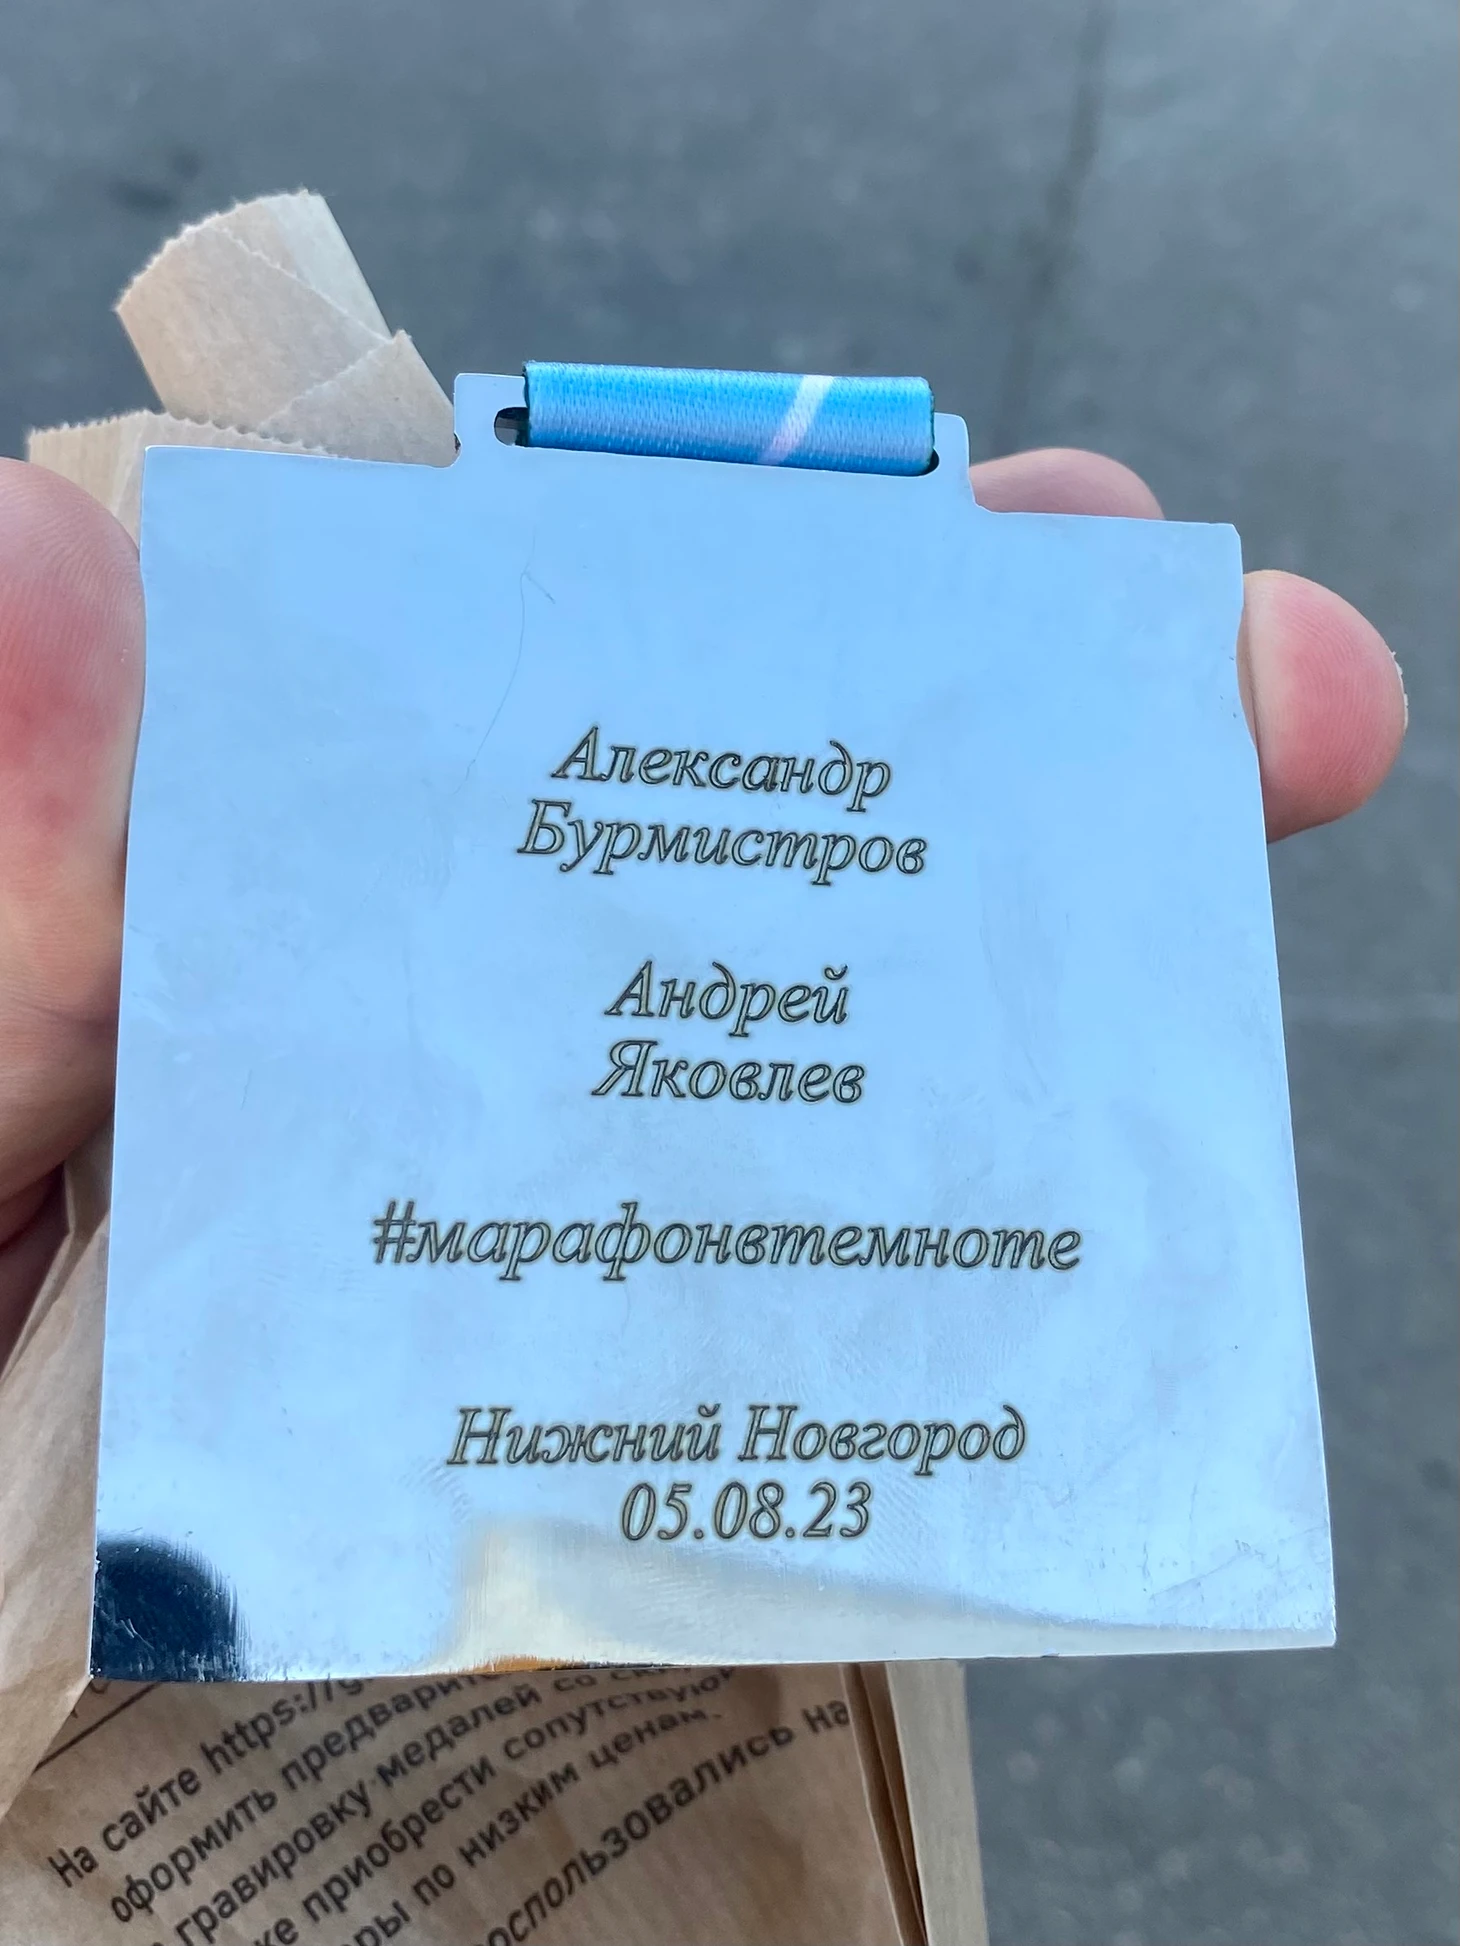 Александр
Бурмистров
Андрей
Яковлев
#марафонвтемноте
Нижний Новгород
05.08.23
На сайте https://g
оформить предварит
гравировку медалей со
приобрести сопутствую
по низким ценам.
воспользовались на